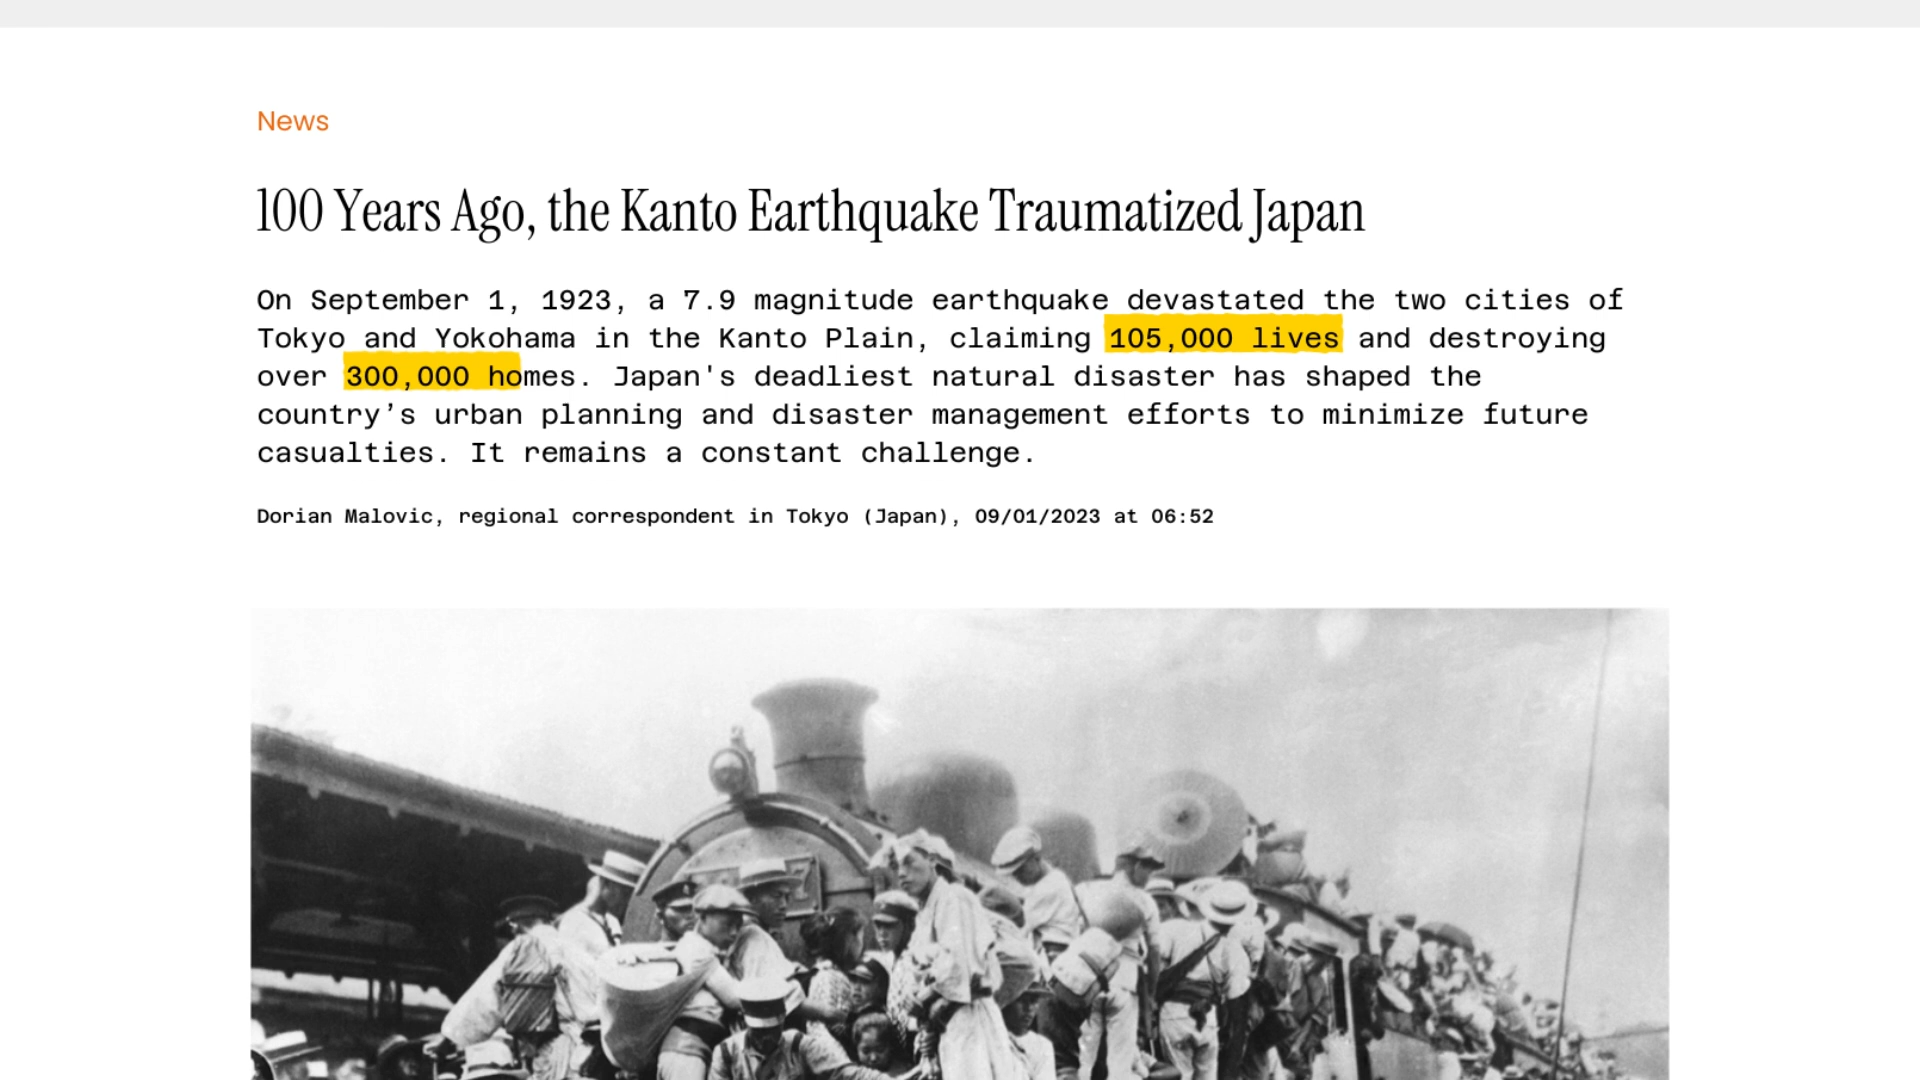 News
100 Years Ago, the Kanto Earthquake Traumatized Japan
On September 1, 1923, a 7.9 magnitude earthquake devastated the two cities of
Tokyo and Yokohama in the Kanto Plain, claiming 105,000 lives and destroying
over 300,000 homes. Japan's deadliest natural disaster has shaped the
country’s urban planning and disaster management efforts to minimize future
casualties. It remains a constant challenge.
Dorian Malovic, regional correspondent in Tokyo (Japan), 09/01/2023 at 06:52